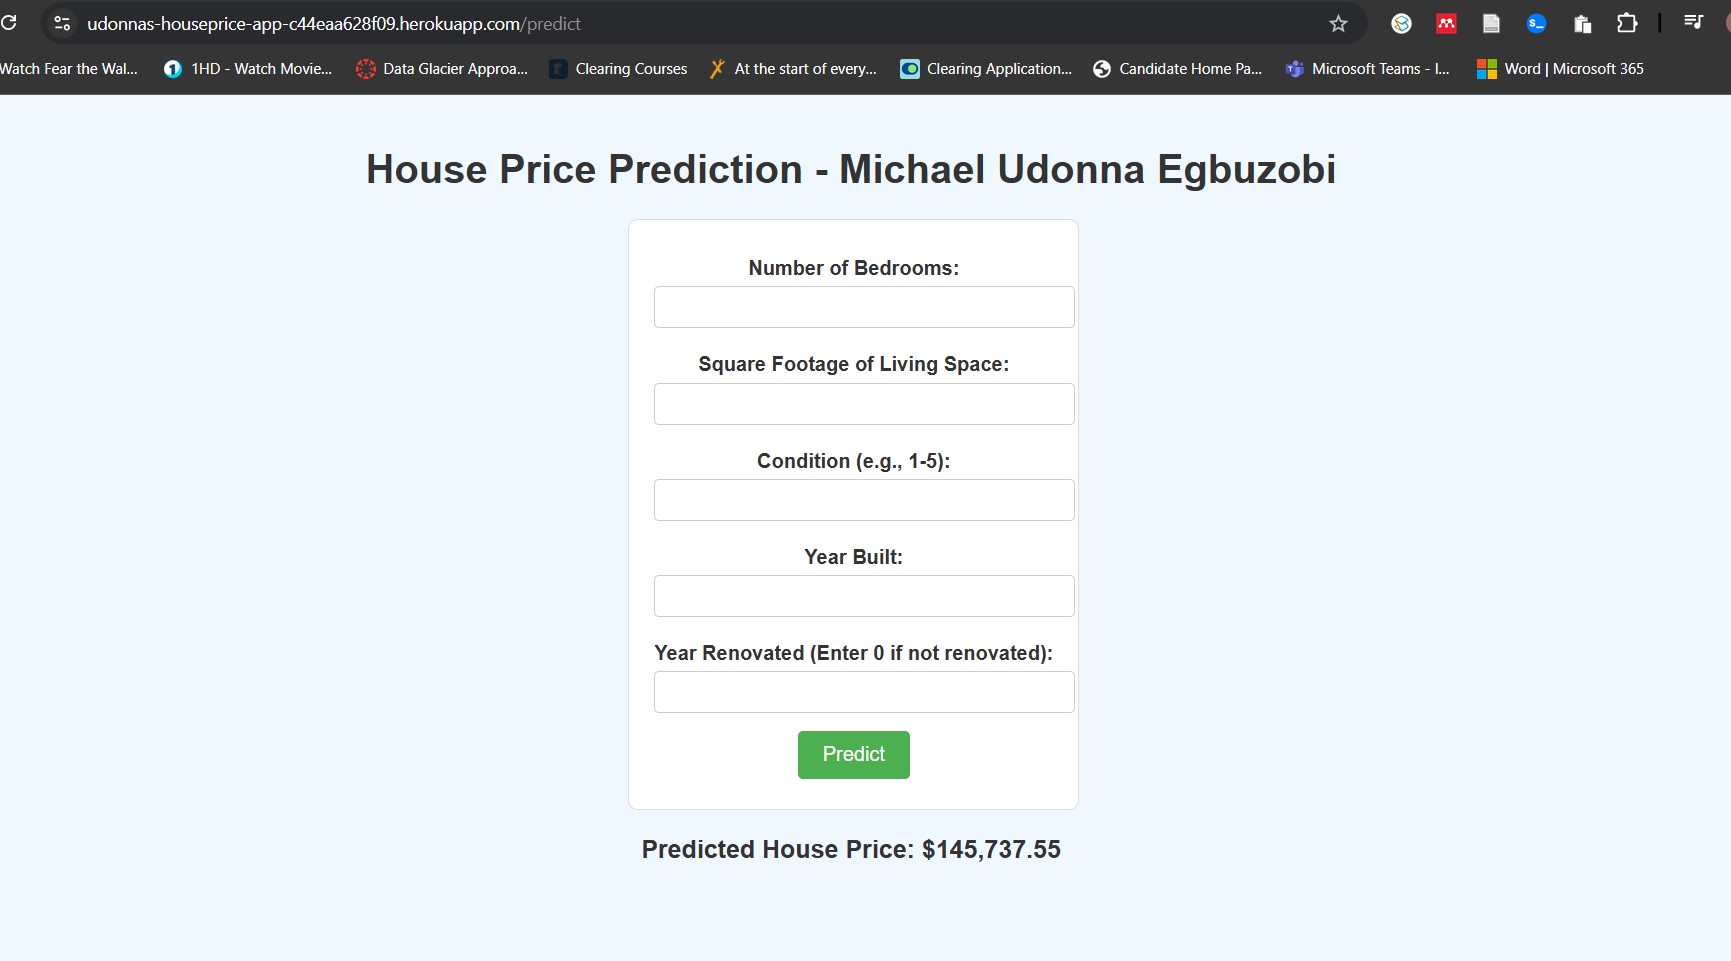 udonnas-houseprice-app-c44eaa628f09.herokuapp.com/predict
Watch Fear the Wal... 1HD - Watch Movie... Data Glacier Approa... Clearing Courses At the start of every... Clearing Application... Candidate Home Pa... Microsoft Teams - I... Word | Microsoft 365
House Price Prediction - Michael Udonna Egbuzobi
Number of Bedrooms:
Square Footage of Living Space:
Condition (e.g., 1-5):
Year Built:
Year Renovated (Enter 0 if not renovated):
Predict
Predicted House Price: $145,737.55